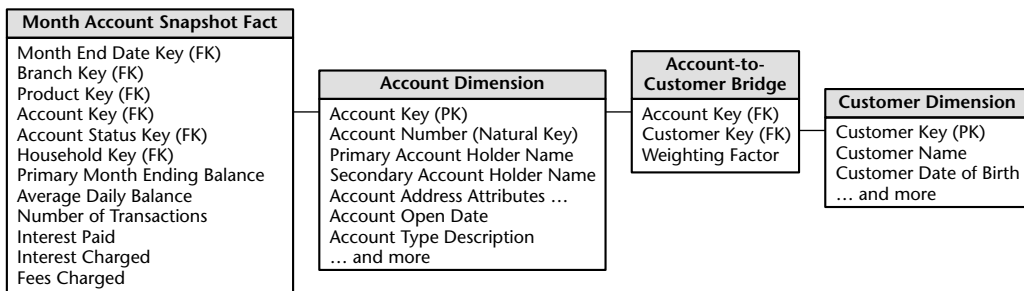 Month Account Snapshot Fact
Month End Date Key (FK)
Branch Key (FK)
Product Key (FK)
Account Key (FK)
Account Status Key (FK)
Household Key (FK)
Primary Month Ending Balance
Average Daily Balance
Number of Transactions
Interest Paid
Interest Charged
Fees Charged
Account Dimension
Account Key (PK)
Account Number (Natural Key)
Primary Account Holder Name
Secondary Account Holder Name
Account Address Attributes …
Account Open Date
Account Type Description
… and more
Account-to-
Customer Bridge
Account Key (FK)
Customer Key (FK)
Weighting Factor
Customer Dimension
Customer Key (PK)
Customer Name
Customer Date of Birth
… and more